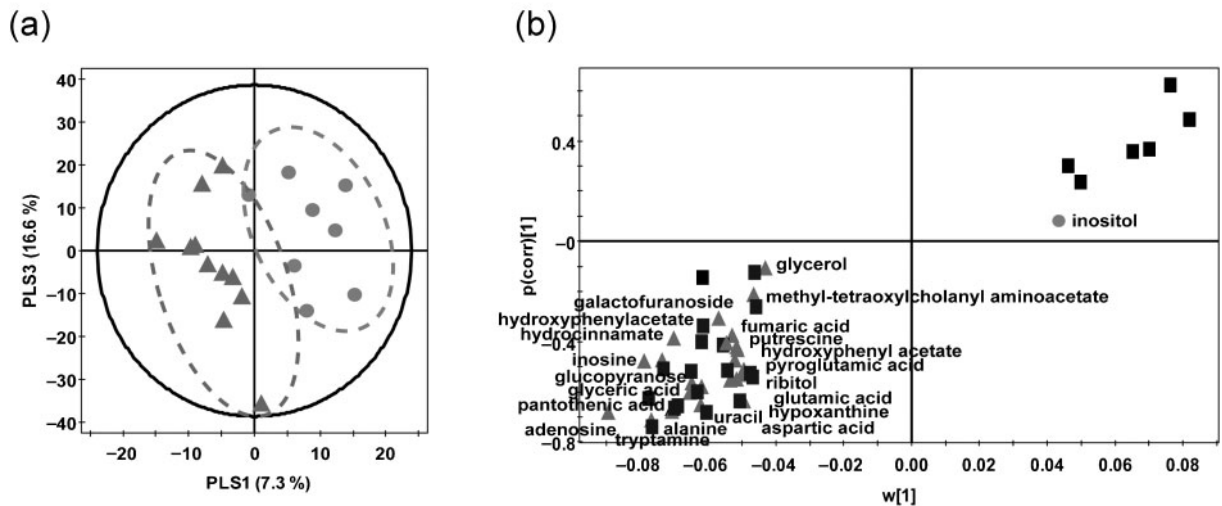 (a)
40
30
20
10
0
−10
−20
−30
−40
PLS3 (16.6 %)
−20
−10
0
10
20
PLS1 (7.3 %)
(b)
0.4
−0
−0.4
−0.8
p(corr)[1]
inositol
glycerol
methyl-tetraoxylcholanyl aminoacetate
galactofuranoside
hydroxyphenylacetate
fumaric acid
hydrocinnamate
putrescine
hydroxyphenyl acetate
inosine
pyroglutamic acid
glucopyranose
ribitol
glyceric acid
glutamic acid
pantothenic acid
uracil
hypoxanthine
adenosine
alanine
aspartic acid
tryptamine
−0.08
−0.06
−0.04
−0.02
0.00
0.02
0.04
0.06
0.08
w[1]